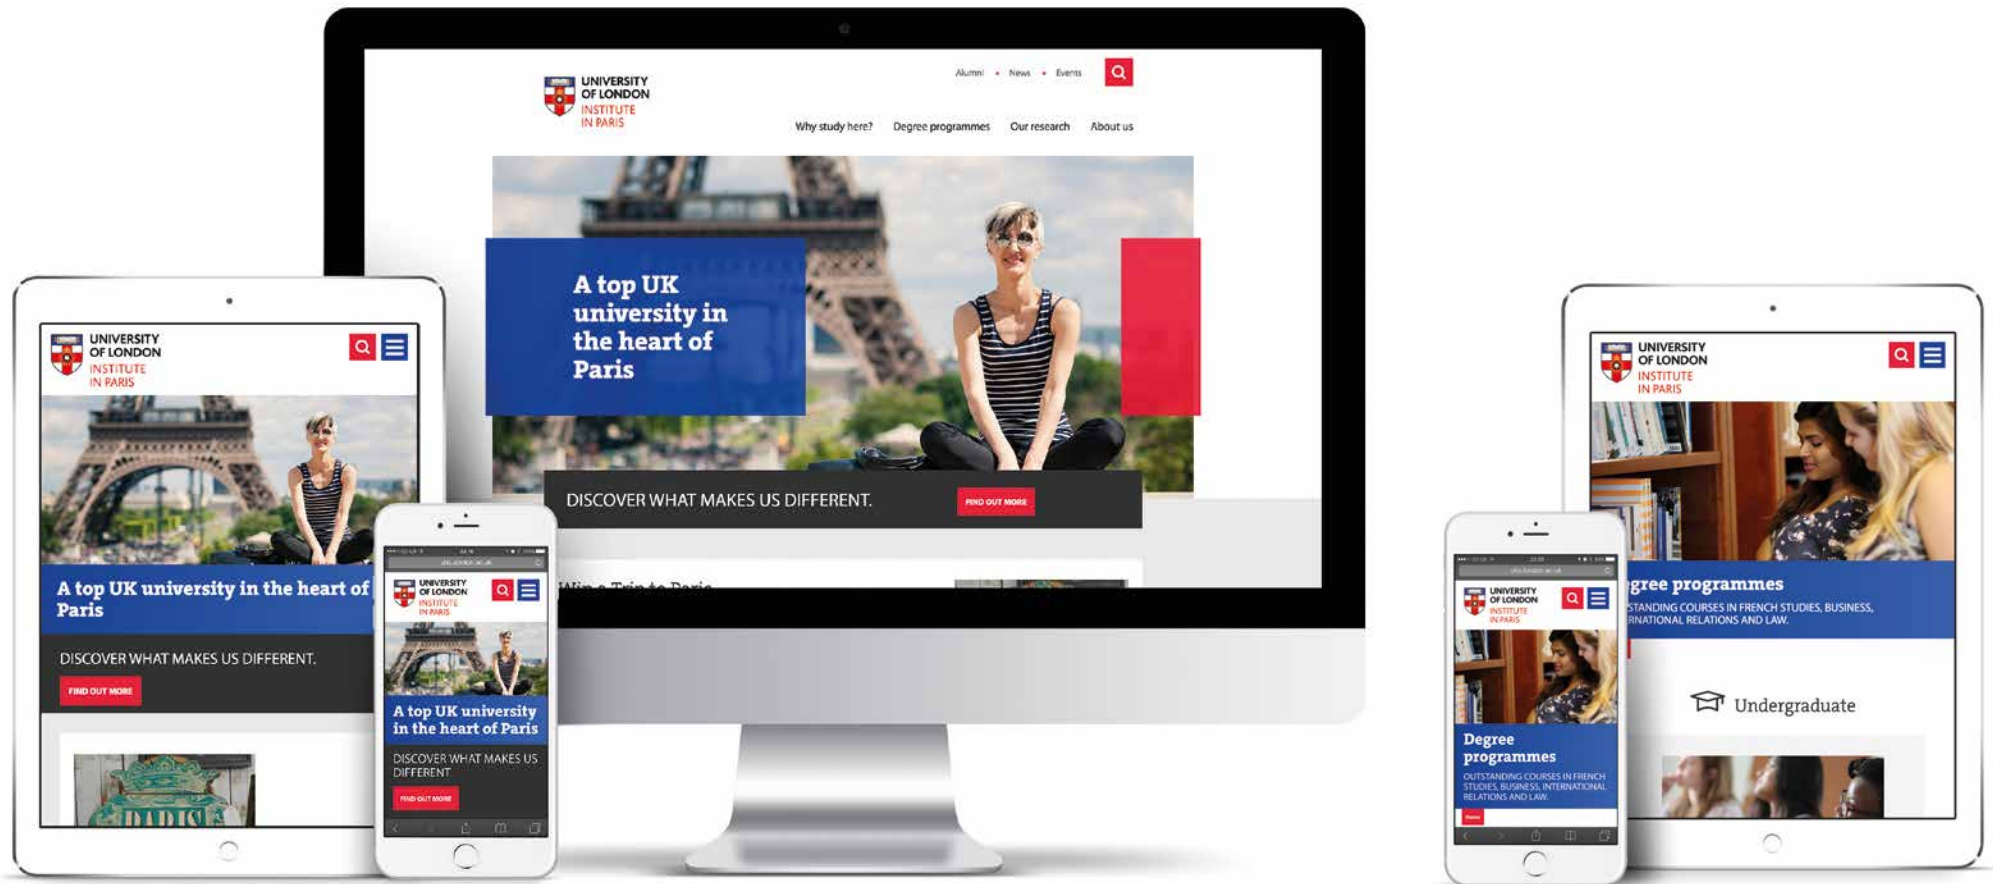 UNIVERSITY
OF LONDON
INSTITUTE
IN PARIS
Alumni • News • Events
Why study here? Degree programmes Our research About us
A top UK
university in
the heart of
Paris
DISCOVER WHAT MAKES US DIFFERENT.
FIND OUT MORE
Win a Trip to Paris
UNIVERSITY
OF LONDON
INSTITUTE
IN PARIS
A top UK university in the heart of
Paris
DISCOVER WHAT MAKES US DIFFERENT.
FIND OUT MORE
PARIS
UNIVERSITY
OF LONDON
INSTITUTE
IN PARIS
A top UK university
in the heart of Paris
DISCOVER WHAT MAKES US
DIFFERENT.
FIND OUT MORE
UNIVERSITY
OF LONDON
INSTITUTE
IN PARIS
Degree
programmes
OUTSTANDING COURSES IN FRENCH
STUDIES, BUSINESS, INTERNATIONAL
RELATIONS AND LAW.
Home
UNIVERSITY
OF LONDON
INSTITUTE
IN PARIS
gree programmes
STANDING COURSES IN FRENCH STUDIES, BUSINESS,
RNATIONAL RELATIONS AND LAW.
Undergraduate